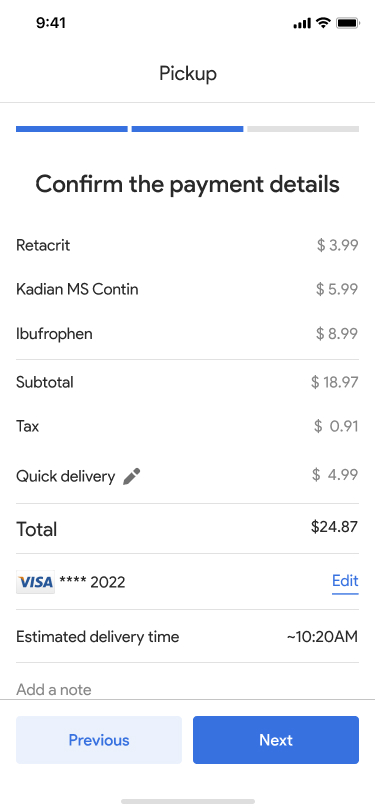 9:41
Pickup
Confirm the payment details
Retacrit $ 3.99
Kadian MS Contin $ 5.99
Ibufrophen $ 8.99
Subtotal $ 18.97
Tax $ 0.91
Quick delivery $ 4.99
Total $24.87
VISA **** 2022 Edit
Estimated delivery time ~10:20AM
Add a note
Previous Next